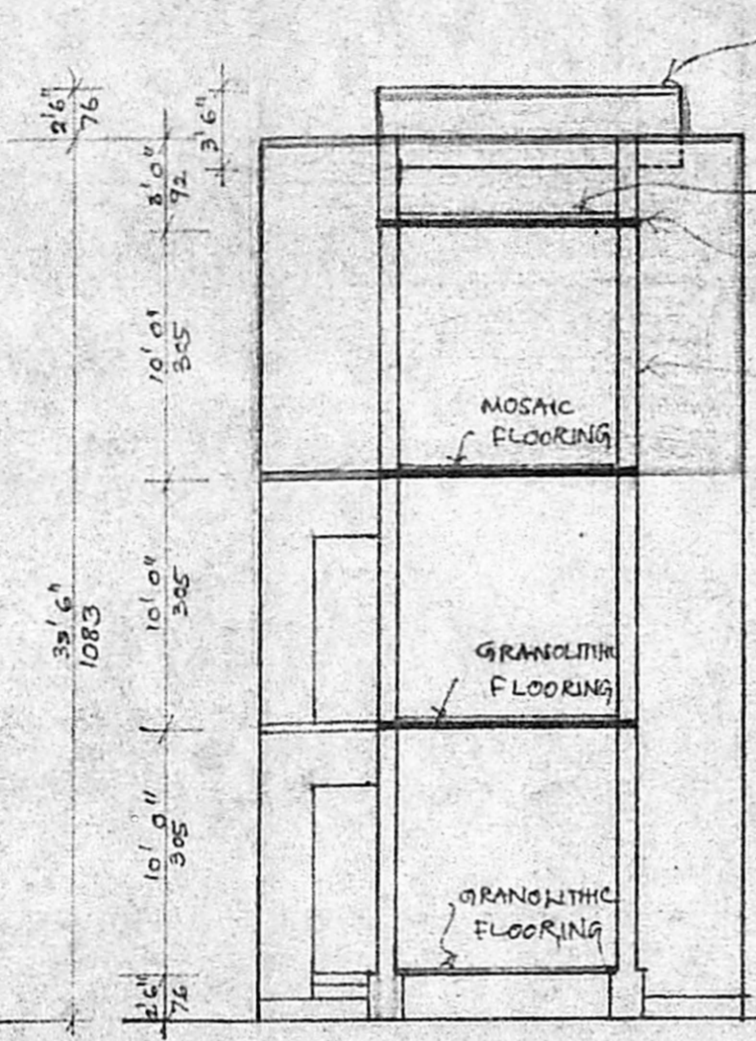 2'6"
76
3'6"
3'0"
92
10'0"
305
MOSAIC
FLOORING
10'0"
305
35'6"
1083
GRANOLITHIC
FLOORING
10'0"
305
GRANOLITHIC
FLOORING
2'6"
76